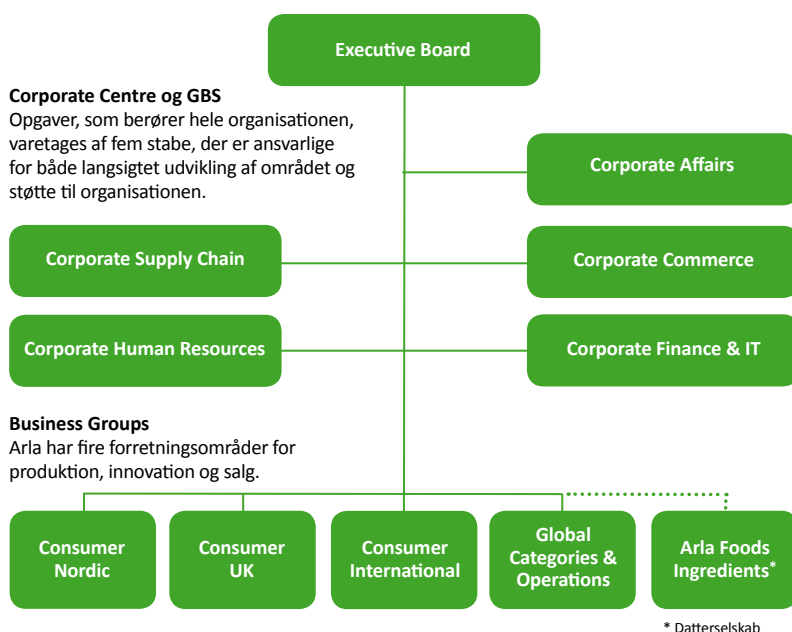 Executive Board
Corporate Centre og GBS
Opgaver, som berører hele organisationen,
varetages af fem stabe, der er ansvarlige
for både langsigtet udvikling af området og
støtte til organisationen.
Corporate Affairs
Corporate Supply Chain
Corporate Commerce
Corporate Human Resources
Corporate Finance & IT
Business Groups
Arla har fire forretningsområder for
produktion, innovation og salg.
Consumer
Nordic
Consumer
UK
Consumer
International
Global
Categories &
Operations
Arla Foods
Ingredients*
* Datterselskab